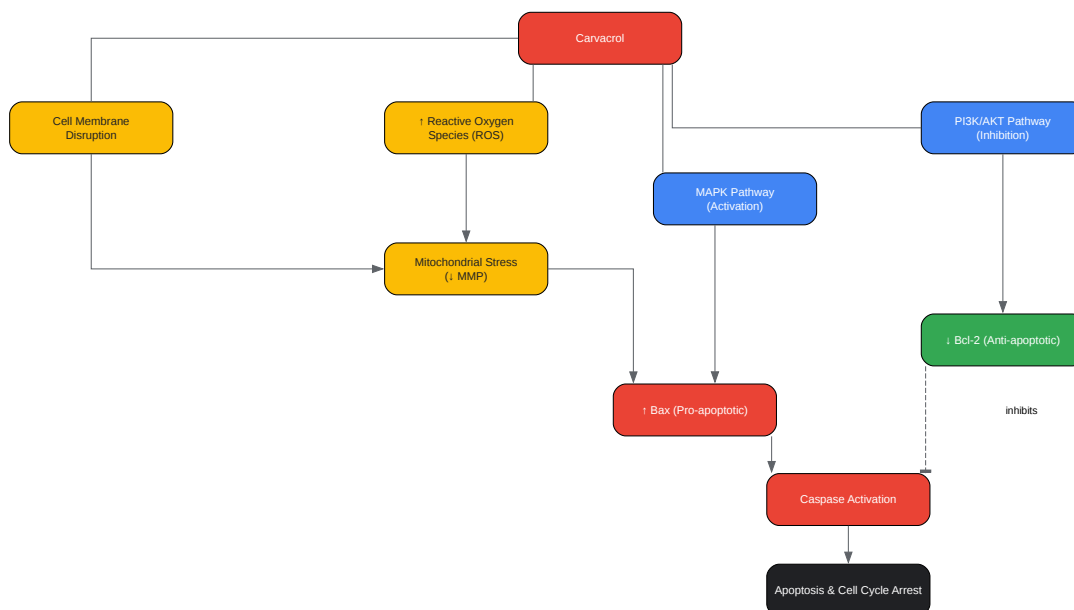 Carvacrol
Cell Membrane
Disruption
↑ Reactive Oxygen
Species (ROS)
PI3K/AKT Pathway
(Inhibition)
MAPK Pathway
(Activation)
Mitochondrial Stress
(↓ MMP)
↓ Bcl-2 (Anti-apoptotic)
↑ Bax (Pro-apoptotic)
inhibits
Caspase Activation
Apoptosis & Cell Cycle Arrest